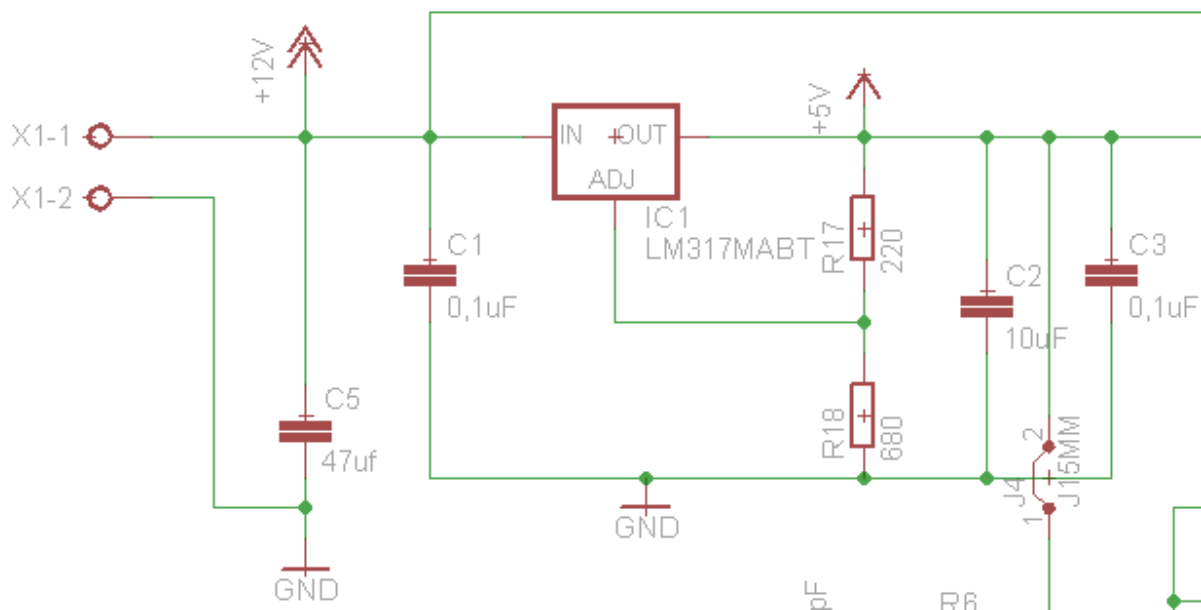 +12V
+5V
X1-1
IN
OUT
ADJ
X1-2
IC1
LM317MABT
R17
220
C1
0,1uF
C3
0,1uF
C2
10uF
C5
47uf
R18
680
2
J4
J15MM
1
GND
GND
pF
R6